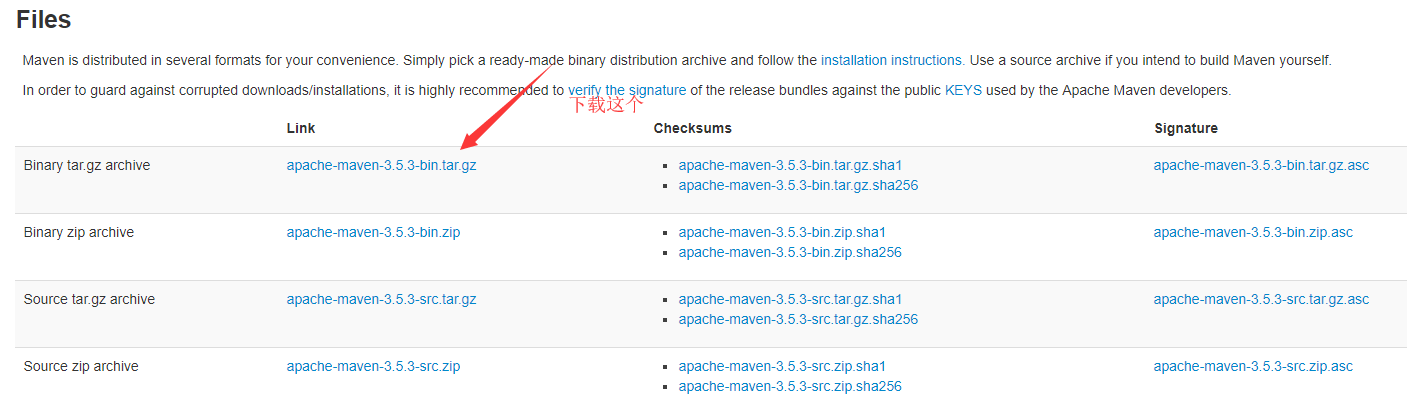 Files
Maven is distributed in several formats for your convenience. Simply pick a ready-made binary distribution archive and follow the installation instructions. Use a source archive if you intend to build Maven yourself.
In order to guard against corrupted downloads/installations, it is highly recommended to verify the signature of the release bundles against the public KEYS used by the Apache Maven developers.
下载这个
Link Checksums Signature
Binary tar.gz archive apache-maven-3.5.3-bin.tar.gz apache-maven-3.5.3-bin.tar.gz.sha1 apache-maven-3.5.3-bin.tar.gz.asc
apache-maven-3.5.3-bin.tar.gz.sha256
Binary zip archive apache-maven-3.5.3-bin.zip apache-maven-3.5.3-bin.zip.sha1 apache-maven-3.5.3-bin.zip.asc
apache-maven-3.5.3-bin.zip.sha256
Source tar.gz archive apache-maven-3.5.3-src.tar.gz apache-maven-3.5.3-src.tar.gz.sha1 apache-maven-3.5.3-src.tar.gz.asc
apache-maven-3.5.3-src.tar.gz.sha256
Source zip archive apache-maven-3.5.3-src.zip apache-maven-3.5.3-src.zip.sha1 apache-maven-3.5.3-src.zip.asc
apache-maven-3.5.3-src.zip.sha256